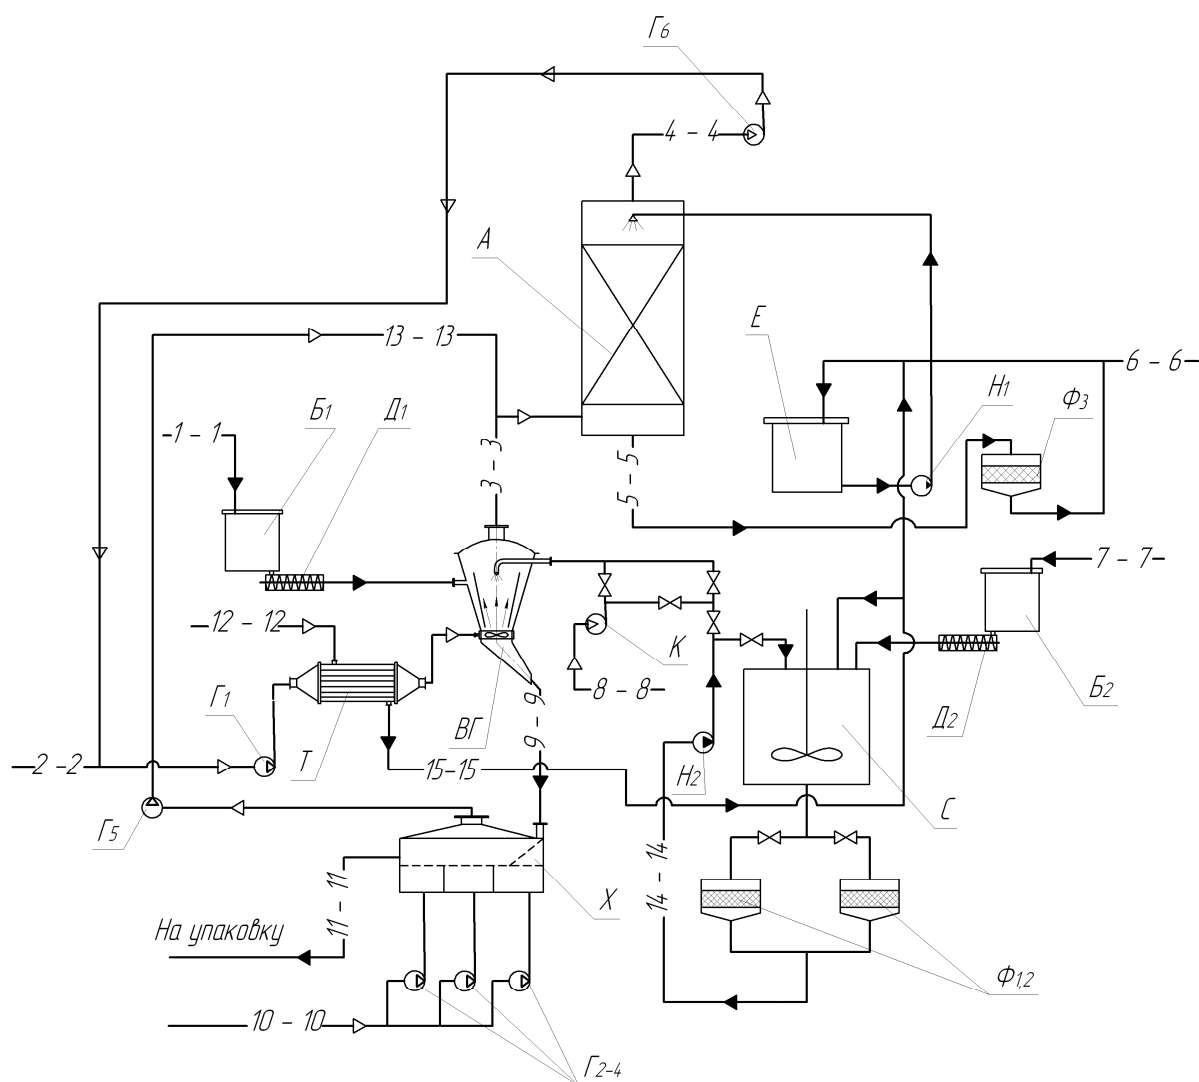 Г6
4 – 4
А
Е
13 – 13
6 – 6
Н1
Ф3
Б1
Д1
1 – 1
3 – 3
5 – 5
7 – 7
12 – 12
К
8 – 8
Г1
Т
ВГ
9 – 9
Б2
Д2
2 – 2
15–15
Н2
С
Г5
14 – 14
Х
11 – 11
На упаковку
Ф1,2
10 – 10
Г2–4